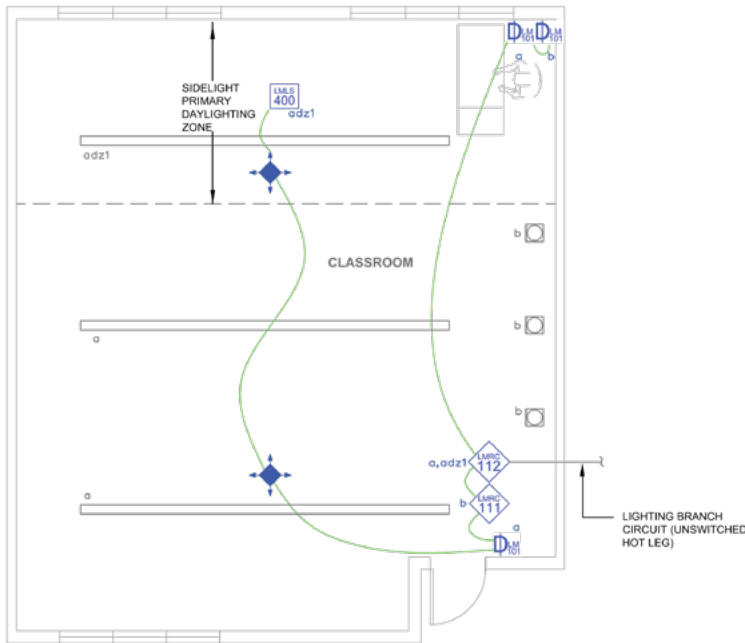 D LM 101
D LM 101
a
b
SIDELIGHT
PRIMARY
DAYLIGHTING
ZONE
LMLS
400
adz1
adz1
b
CLASSROOM
b
a
b
a,adz1
LMRC
112
a
b
LMRC
111
LIGHTING BRANCH
CIRCUIT (UNSWITCHED
HOT LEG)
a
D LM 101